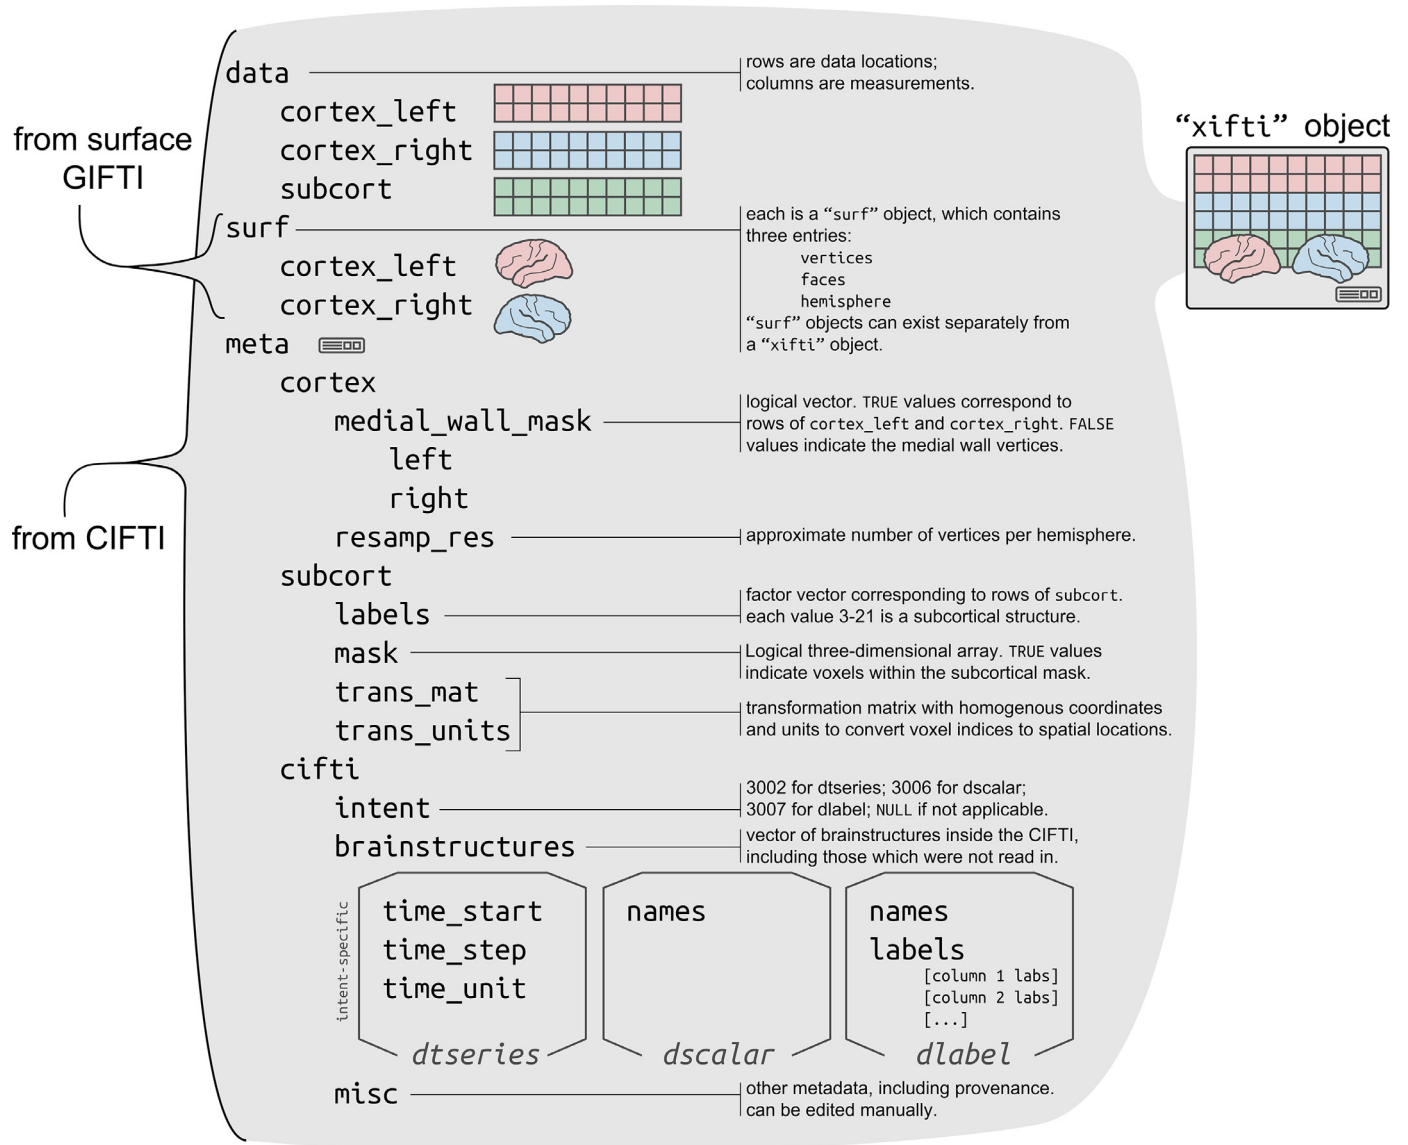 data
rows are data locations;
columns are measurements.
cortex_left
cortex_right
subcort
from surface
GIFTI
“xifti” object
surf
each is a “surf” object, which contains
three entries:
vertices
faces
hemisphere
“surf” objects can exist separately from
a “xifti” object.
cortex_left
cortex_right
meta
cortex
medial_wall_mask
logical vector. TRUE values correspond to
rows of cortex_left and cortex_right. FALSE
values indicate the medial wall vertices.
left
right
resamp_res
approximate number of vertices per hemisphere.
from CIFTI
subcort
labels
factor vector corresponding to rows of subcort.
each value 3-21 is a subcortical structure.
mask
Logical three-dimensional array. TRUE values
indicate voxels within the subcortical mask.
trans_mat
trans_units
transformation matrix with homogenous coordinates
and units to convert voxel indices to spatial locations.
cifti
intent
3002 for dtseries; 3006 for dscalar;
3007 for dlabel; NULL if not applicable.
brainstructures
vector of brainstructures inside the CIFTI,
including those which were not read in.
intent-specific
time_start
time_step
time_unit
dtseries
names
dscalar
names
labels
[column 1 labs]
[column 2 labs]
[...]
dlabel
misc
other metadata, including provenance.
can be edited manually.